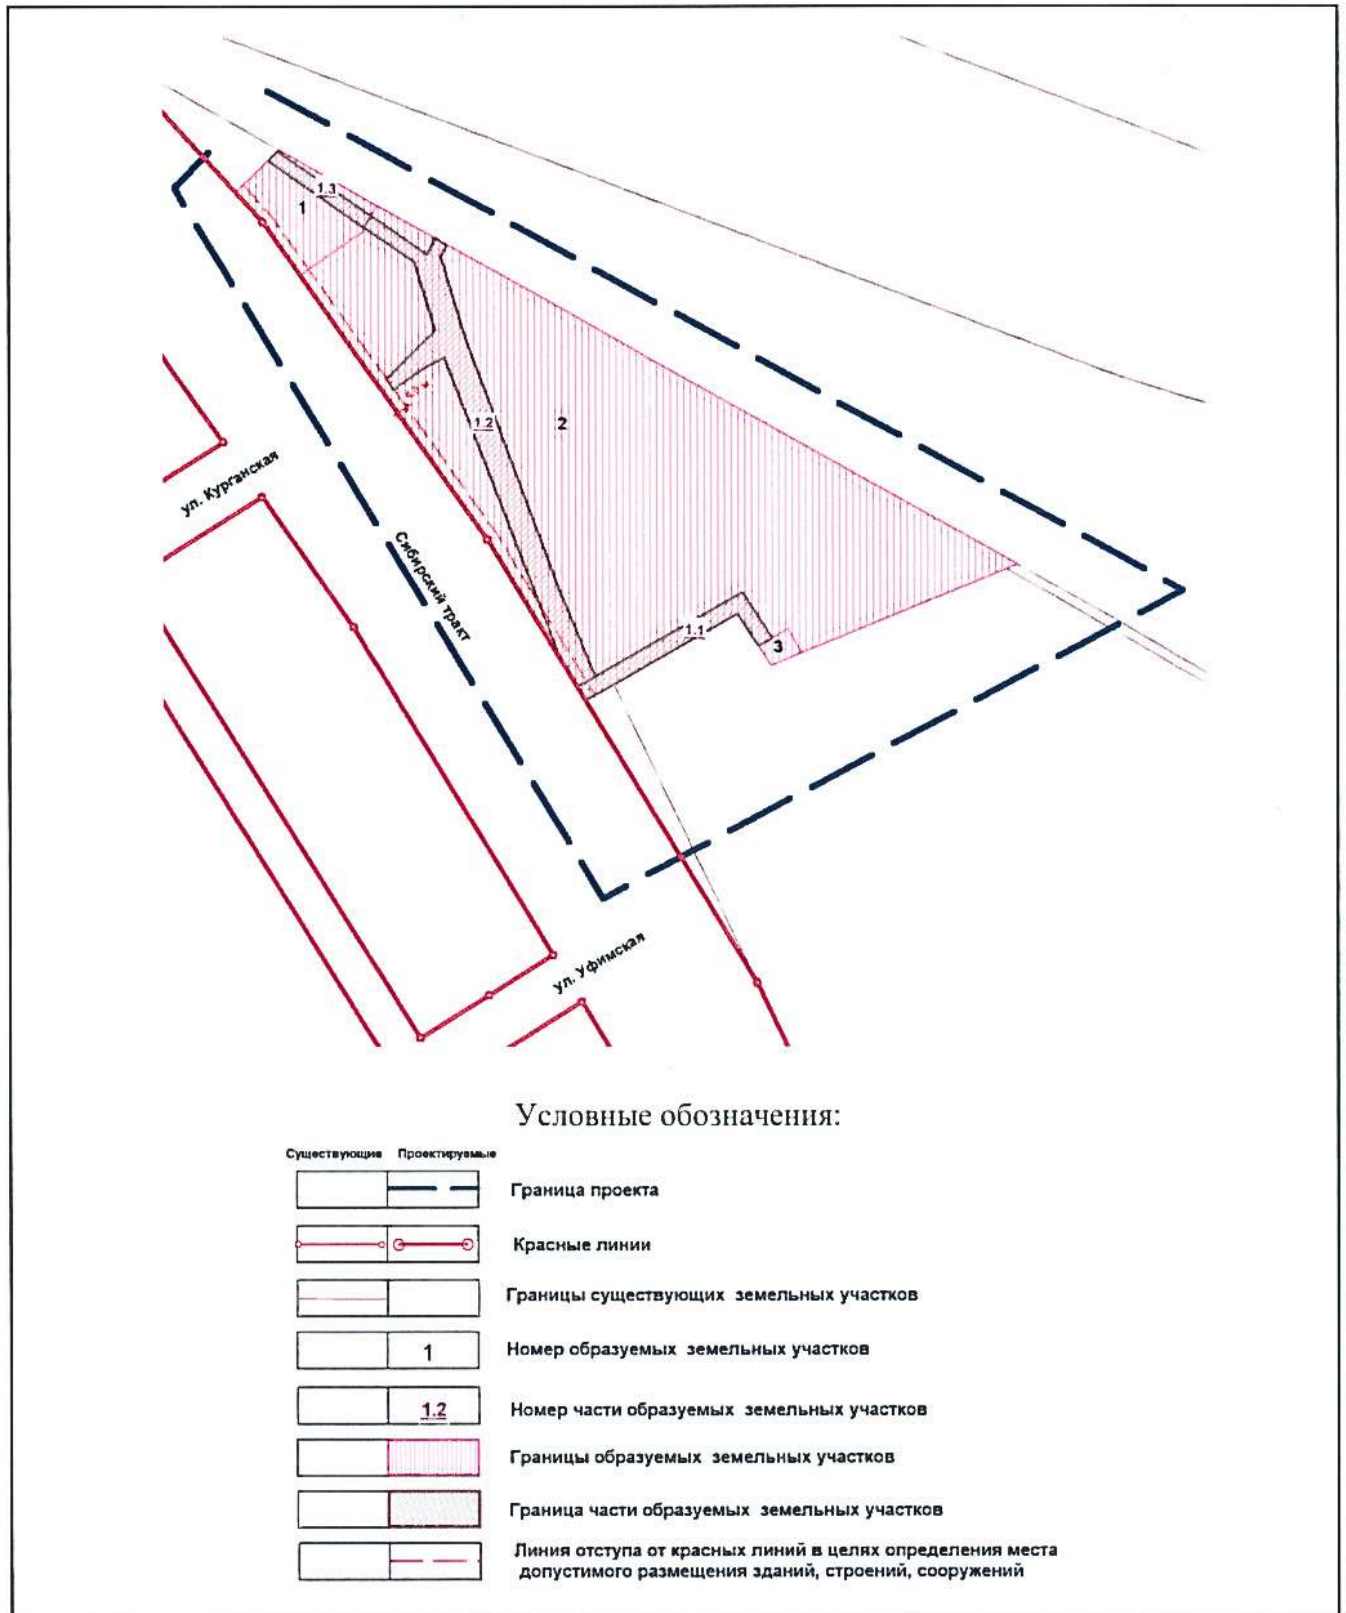 1.3
1
1.2
2
ул. Курганская
Сибирский тракт
1.1
3
ул. Уфимская
Условные обозначения:
Существующие Проектируемые
Граница проекта
Красные линии
Границы существующих земельных участков
1 Номер образуемых земельных участков
1.2 Номер части образуемых земельных участков
Границы образуемых земельных участков
Граница части образуемых земельных участков
Линия отступа от красных линий в целях определения места
допустимого размещения зданий, строений, сооружений